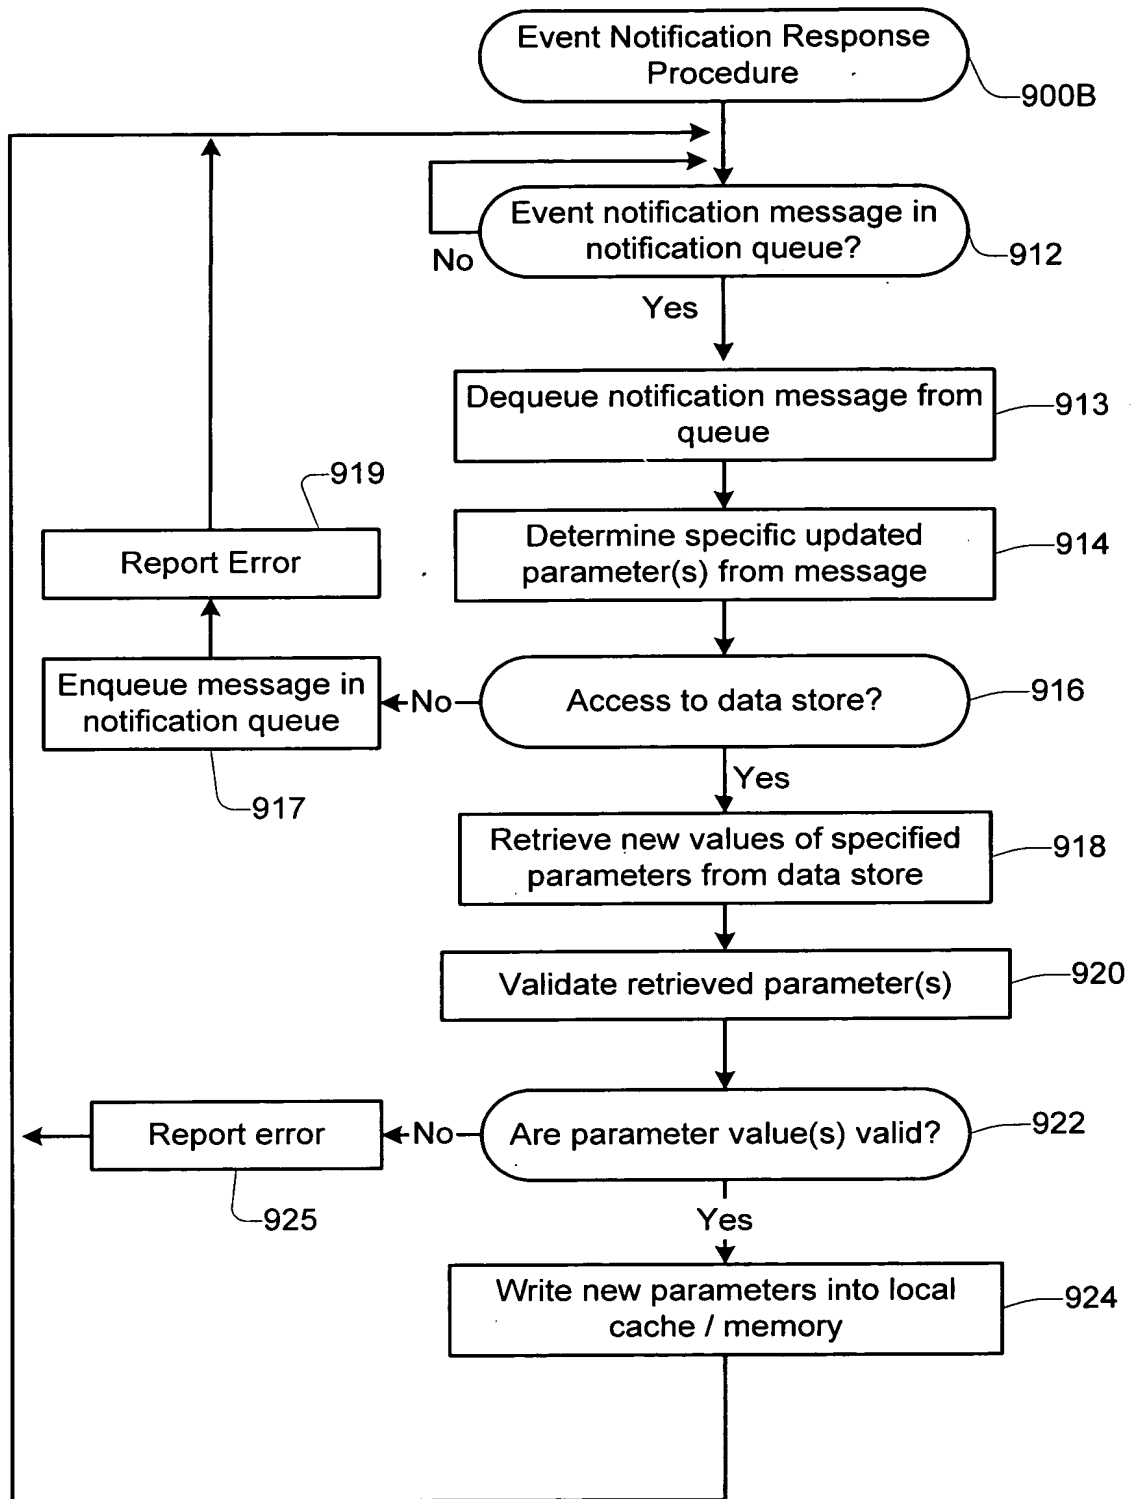 Event Notification Response
Procedure
900B
Event notification message in
notification queue?
912
No
Yes
Dequeue notification message from
queue
913
919
Report Error
Determine specific updated
parameter(s) from message
914
Enqueue message in
notification queue
No
Access to data store?
916
917
Yes
Retrieve new values of specified
parameters from data store
918
Validate retrieved parameter(s)
920
Report error
No
Are parameter value(s) valid?
922
925
Yes
Write new parameters into local
cache / memory
924